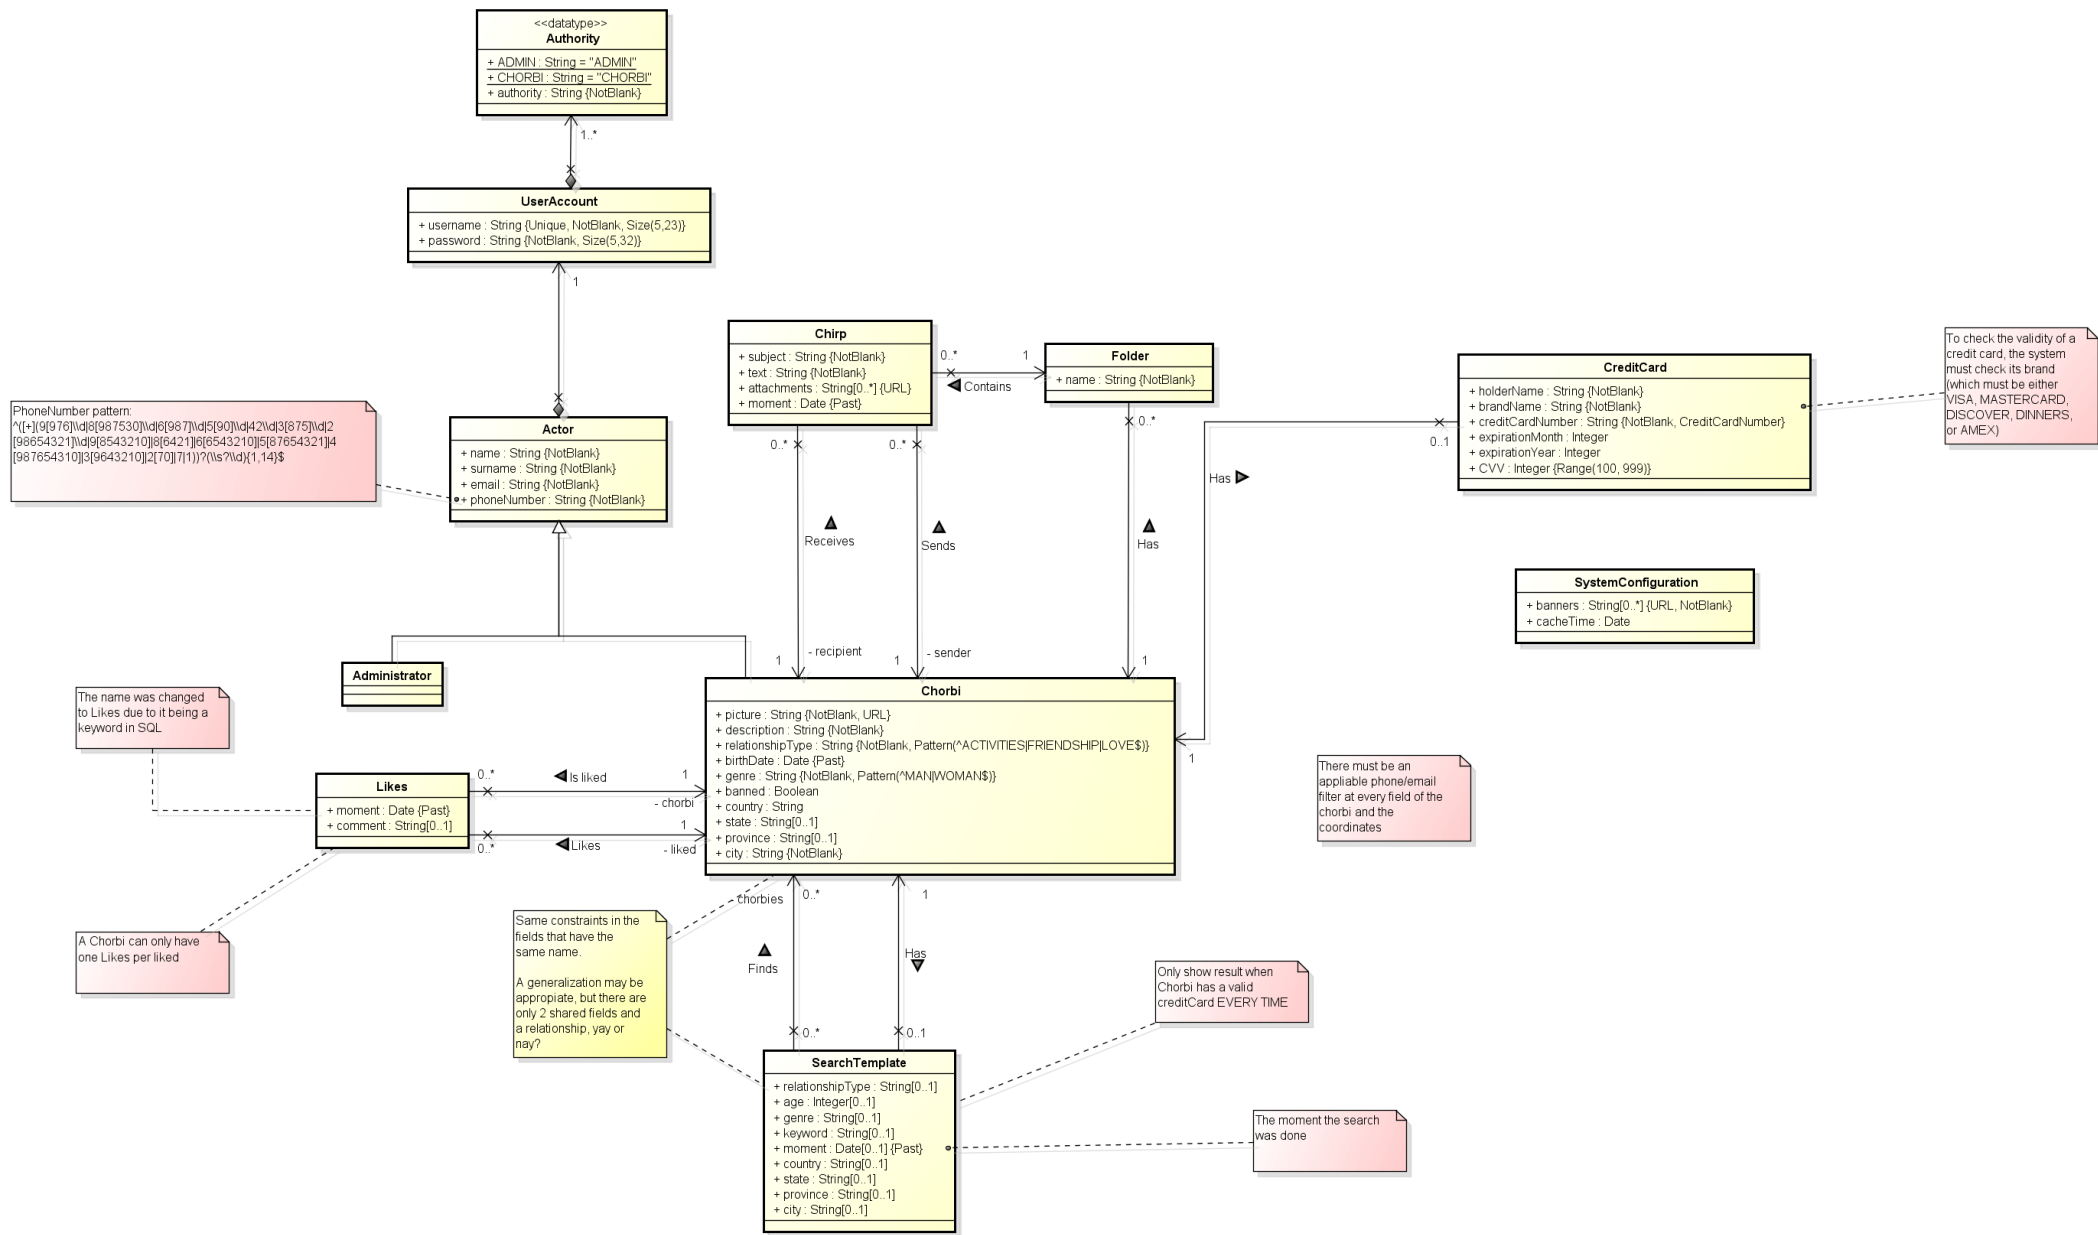 <<datatype>>
Authority
+ ADMIN : String = "ADMIN"
+ CHORBI : String = "CHORBI"
+ authority : String {NotBlank}
1..*
UserAccount
+ username : String {Unique, NotBlank, Size(5,23)}
+ password : String {NotBlank, Size(5,32)}
1
PhoneNumber pattern:
^([+](9[976]\\d|8[987530]\\d|6[987]\\d|5[90]\\d|42\\d|3[875]\\d|2
[98654321]\\d|9[8543210]|8[6421]|6[6543210]|5[87654321]|4
[987654310]|3[9643210]|2[70]|7|1))?(\\s?\\d){1,14}$
Actor
+ name : String {NotBlank}
+ surname : String {NotBlank}
+ email : String {NotBlank}
+ phoneNumber : String {NotBlank}
Chirp
+ subject : String {NotBlank}
+ text : String {NotBlank}
+ attachments : String[0..*] {URL}
+ moment : Date {Past}
0..*
1
Contains
Folder
+ name : String {NotBlank}
CreditCard
+ holderName : String {NotBlank}
+ brandName : String {NotBlank}
+ creditCardNumber : String {NotBlank, CreditCardNumber}
+ expirationMonth : Integer
+ expirationYear : Integer
+ CVV : Integer {Range(100, 999)}
To check the validity of a
credit card, the system
must check its brand
(which must be either
VISA, MASTERCARD,
DISCOVER, DINNERS,
or AMEX)
0..*
0..*
0..*
0..1
Has
Receives
Sends
Has
SystemConfiguration
+ banners : String[0..*] {URL, NotBlank}
+ cacheTime : Date
1
- recipient
1
- sender
1
1
Administrator
The name was changed
to Likes due to it being a
keyword in SQL
Chorbi
+ picture : String {NotBlank, URL}
+ description : String {NotBlank}
+ relationshipType : String {NotBlank, Pattern(^ACTIVITIES|FRIENDSHIP|LOVE$)}
+ birthDate : Date {Past}
+ genre : String {NotBlank, Pattern(^MAN|WOMAN$)}
+ banned : Boolean
+ country : String
+ state : String[0..1]
+ province : String[0..1]
+ city : String {NotBlank}
Likes
+ moment : Date {Past}
+ comment : String[0..1]
0..*
Is liked
1
- chorbi
0..*
Likes
1
- liked
There must be an
appliable phone/email
filter at every field of the
chorbi and the
coordinates
A Chorbi can only have
one Likes per liked
Same constraints in the
fields that have the
same name.
A generalization may be
appropiate, but there are
only 2 shared fields and
a relationship, yay or
nay?
- chorbies
0..*
1
Finds
Has
0..*
0..1
Only show result when
Chorbi has a valid
creditCard EVERY TIME
SearchTemplate
+ relationshipType : String[0..1]
+ age : Integer[0..1]
+ genre : String[0..1]
+ keyword : String[0..1]
+ moment : Date[0..1] {Past}
+ country : String[0..1]
+ state : String[0..1]
+ province : String[0..1]
+ city : String[0..1]
The moment the search
was done